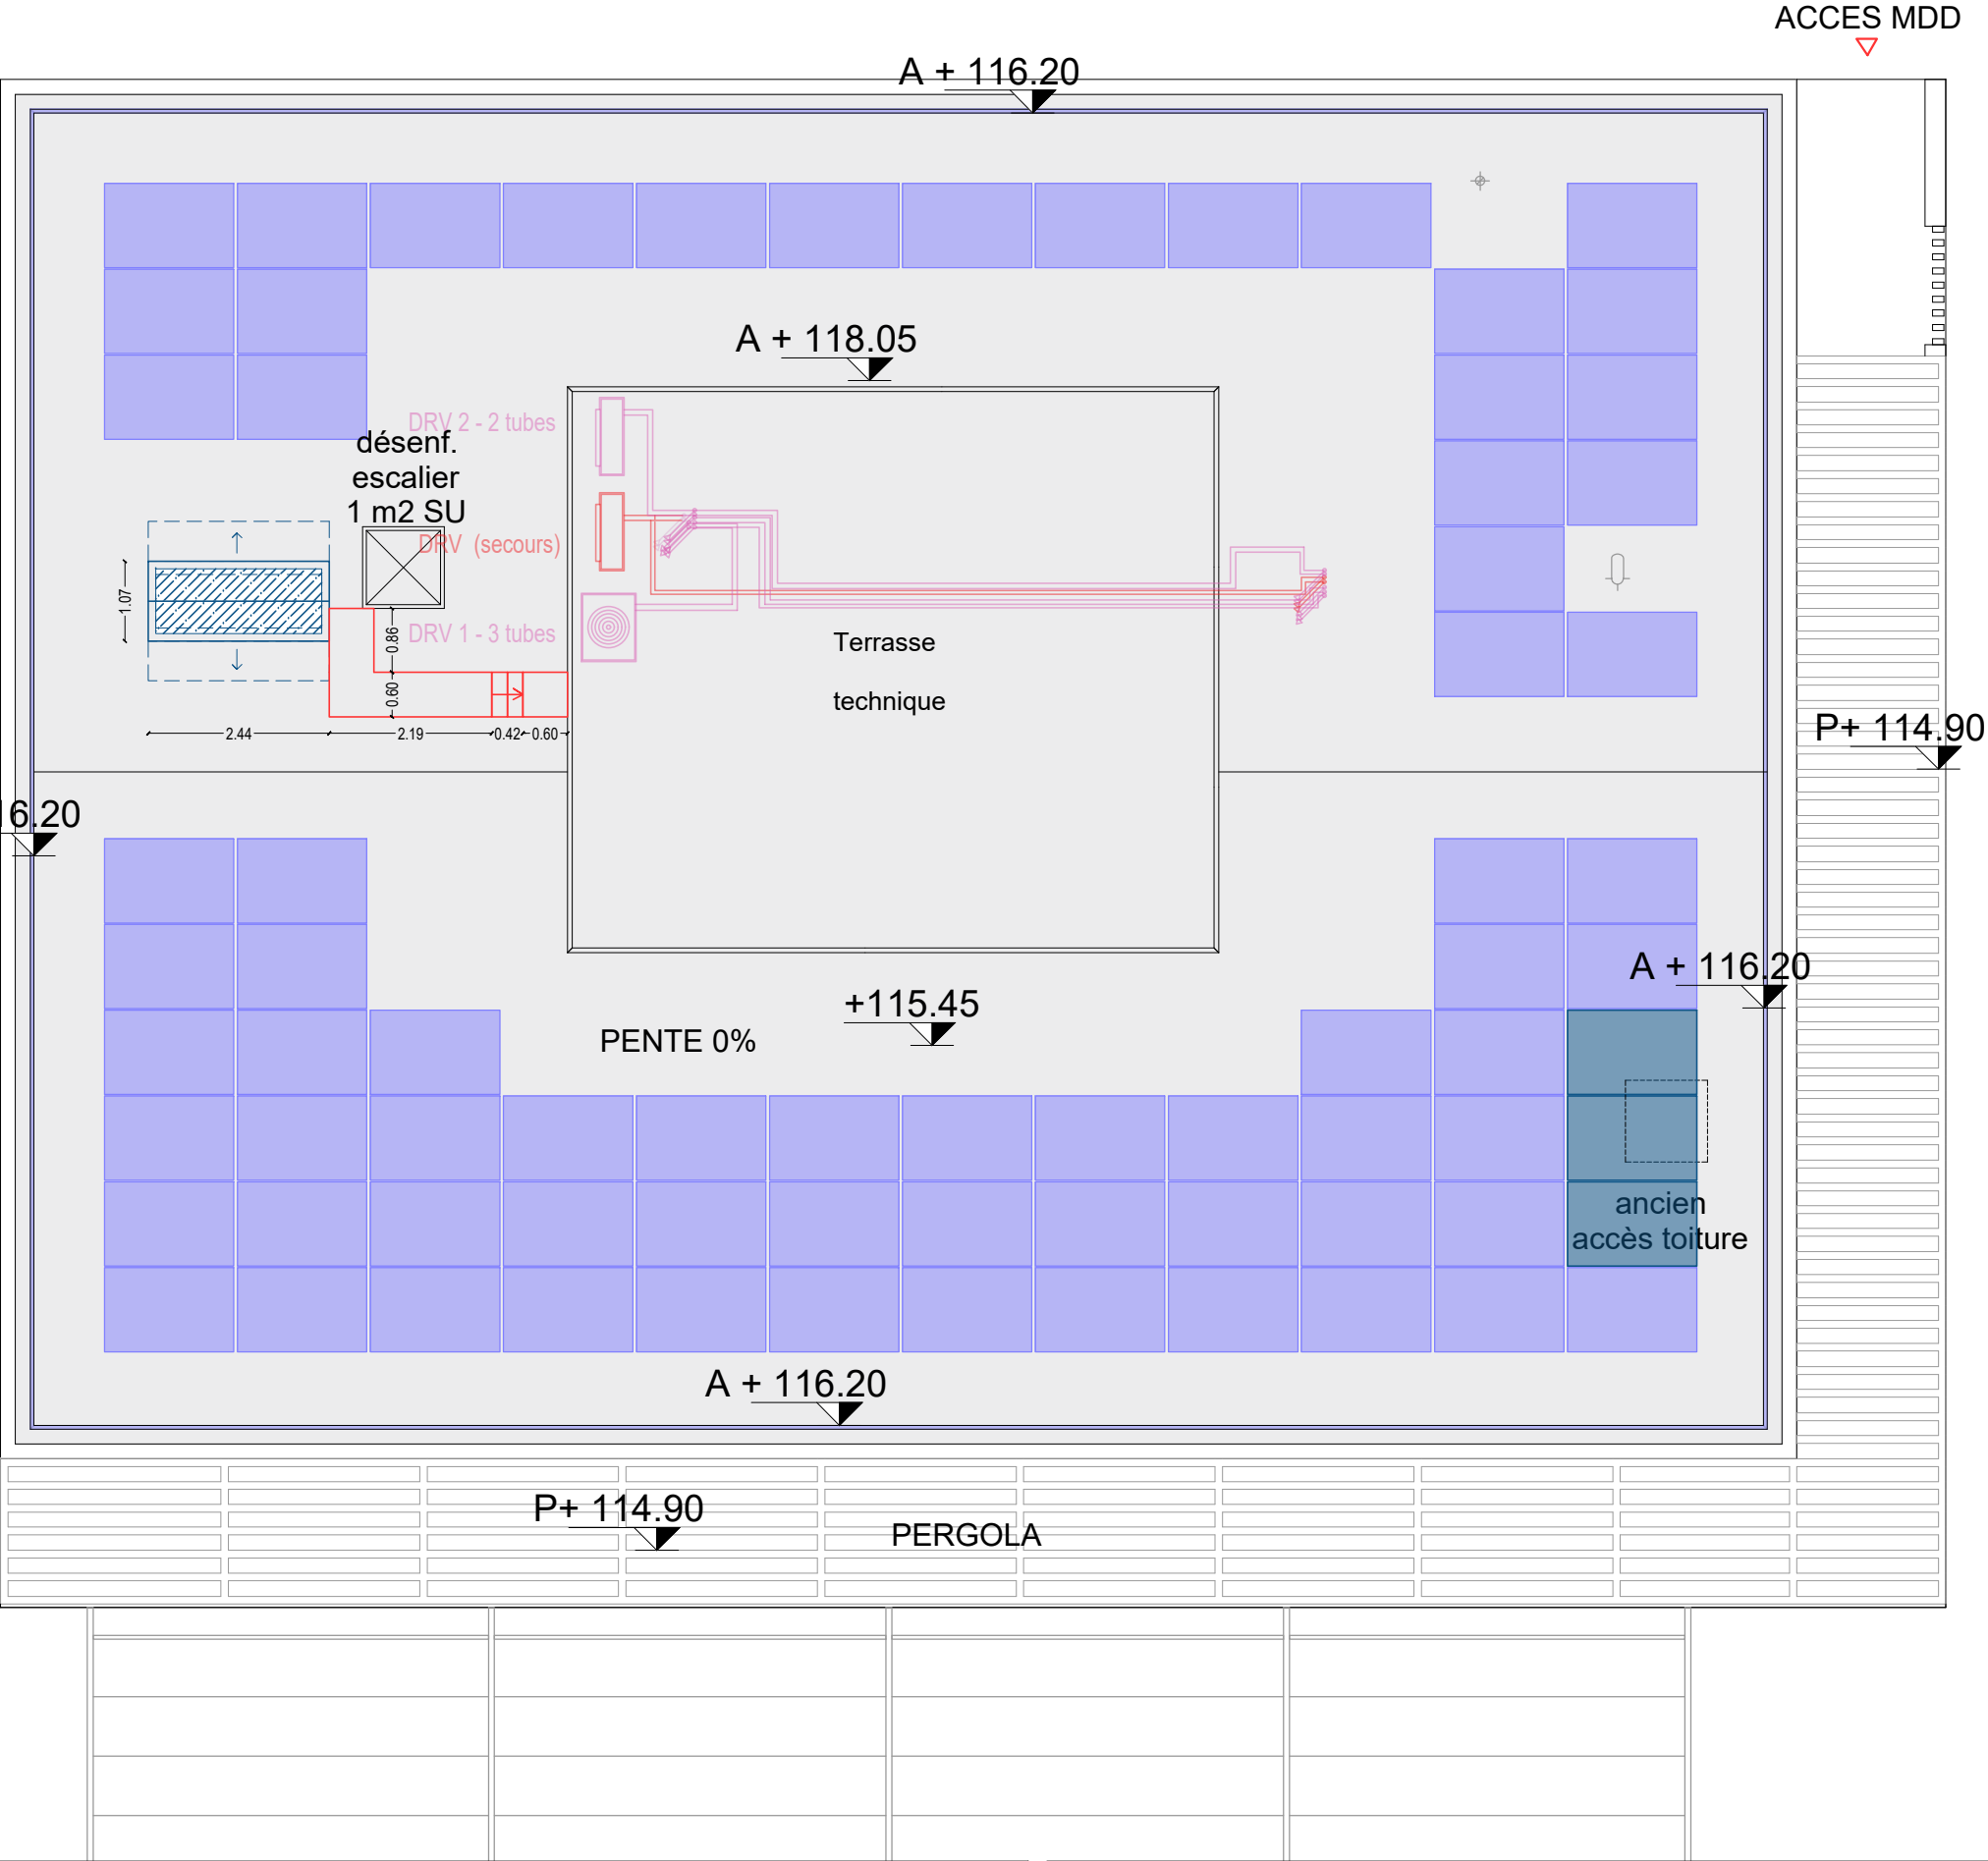 ACCES MDD
A + 116.20
A + 118.05
DRV 2 - 2 tubes
désenf.
escalier
1 m2 SU
DRV (secours)
1.07
0.86
DRV 1 - 3 tubes
Terrasse
technique
0.60
2.44
2.19
0.42
0.60
P+ 114.90
16.20
A + 116.20
+115.45
PENTE 0%
ancien
accès toiture
A + 116.20
P+ 114.90
PERGOLA